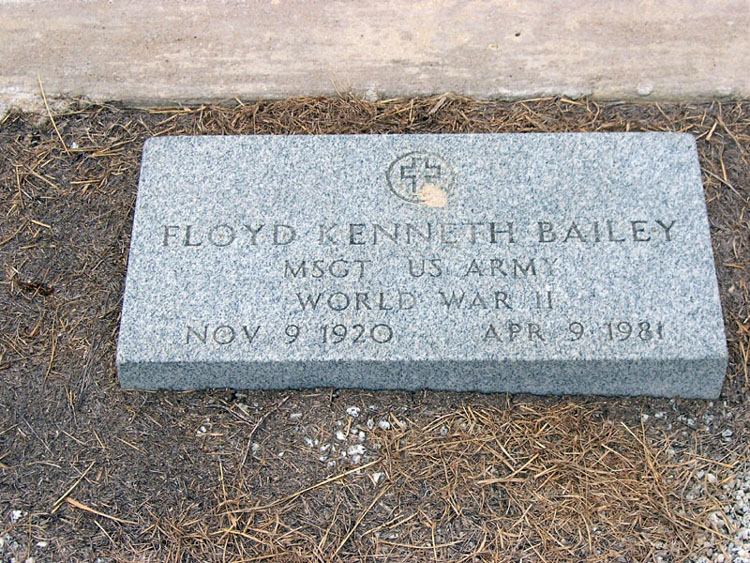 FLOYD KENNETH BAILEY
MSGT US ARMY
WORLD WAR II
NOV 9 1920 APR 9 1981